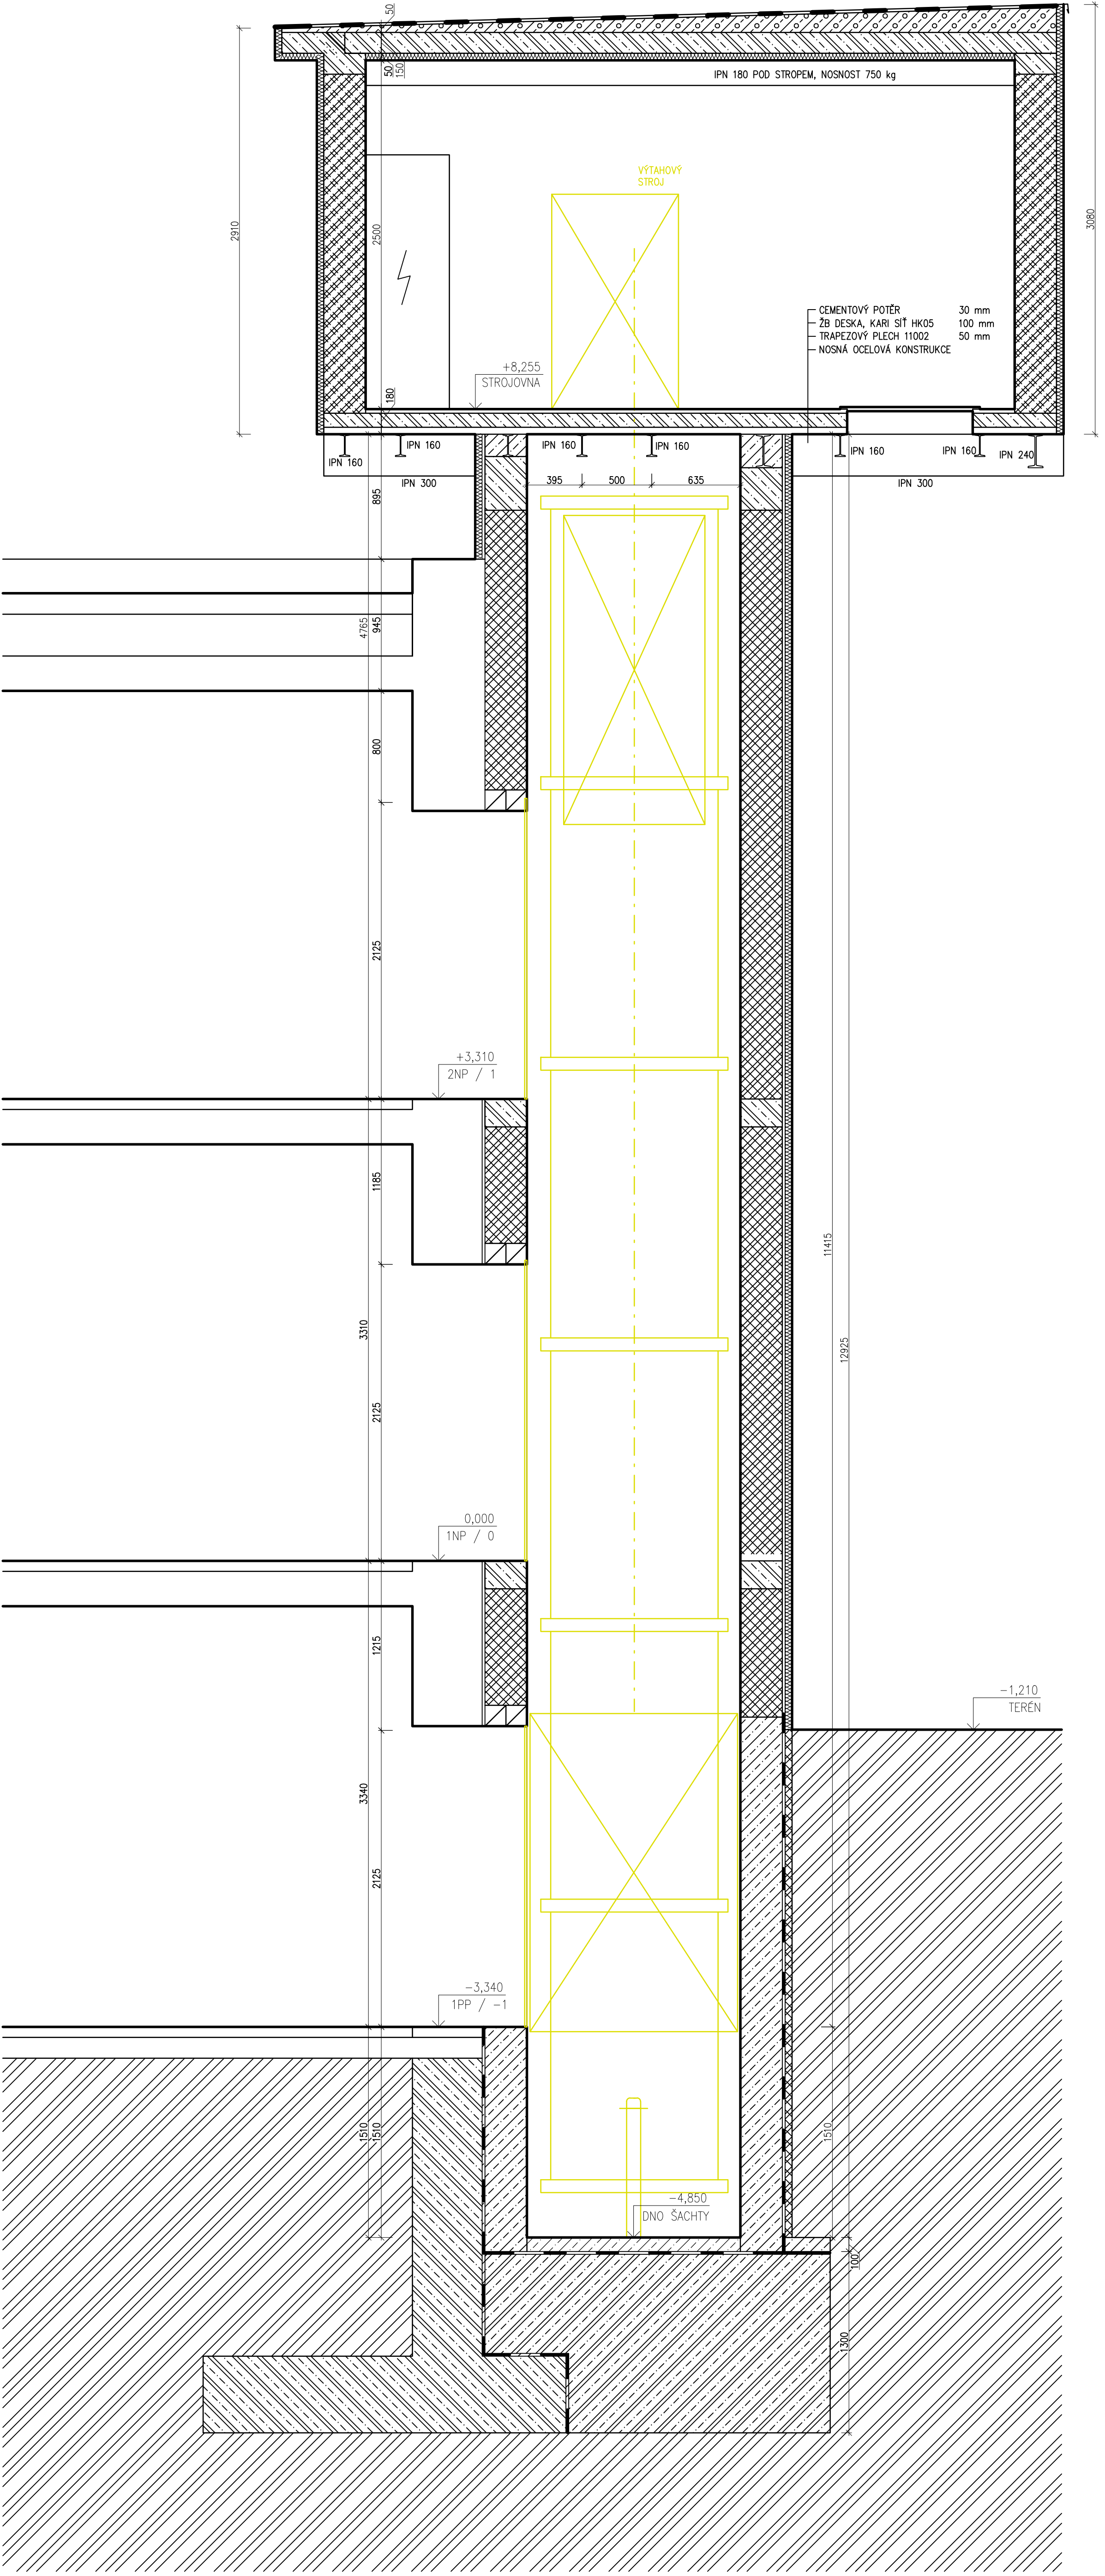 50
50
150
IPN 180 POD STROPEM, NOSNOST 750 kg
VÝTAHOVÝ
STROJ
2910
2500
3080
CEMENTOVÝ POTĚR 30 mm
ŽB DESKA, KARI SÍŤ HK05 100 mm
TRAPEZOVÝ PLECH 11002 50 mm
NOSNÁ OCELOVÁ KONSTRUKCE
+8,255
STROJOVNA
180
IPN 160
IPN 160
IPN 160
IPN 160
IPN 160
IPN 160
IPN 240
IPN 300
IPN 300
395
500
635
895
4765
945
800
2125
+3,310
2NP / 1
1185
11415
3310
12925
2125
0,000
1NP / 0
1215
-1,210
TERÉN
3340
2125
-3,340
1PP / -1
1510
1510
1510
-4,850
DNO ŠACHTY
100
1300